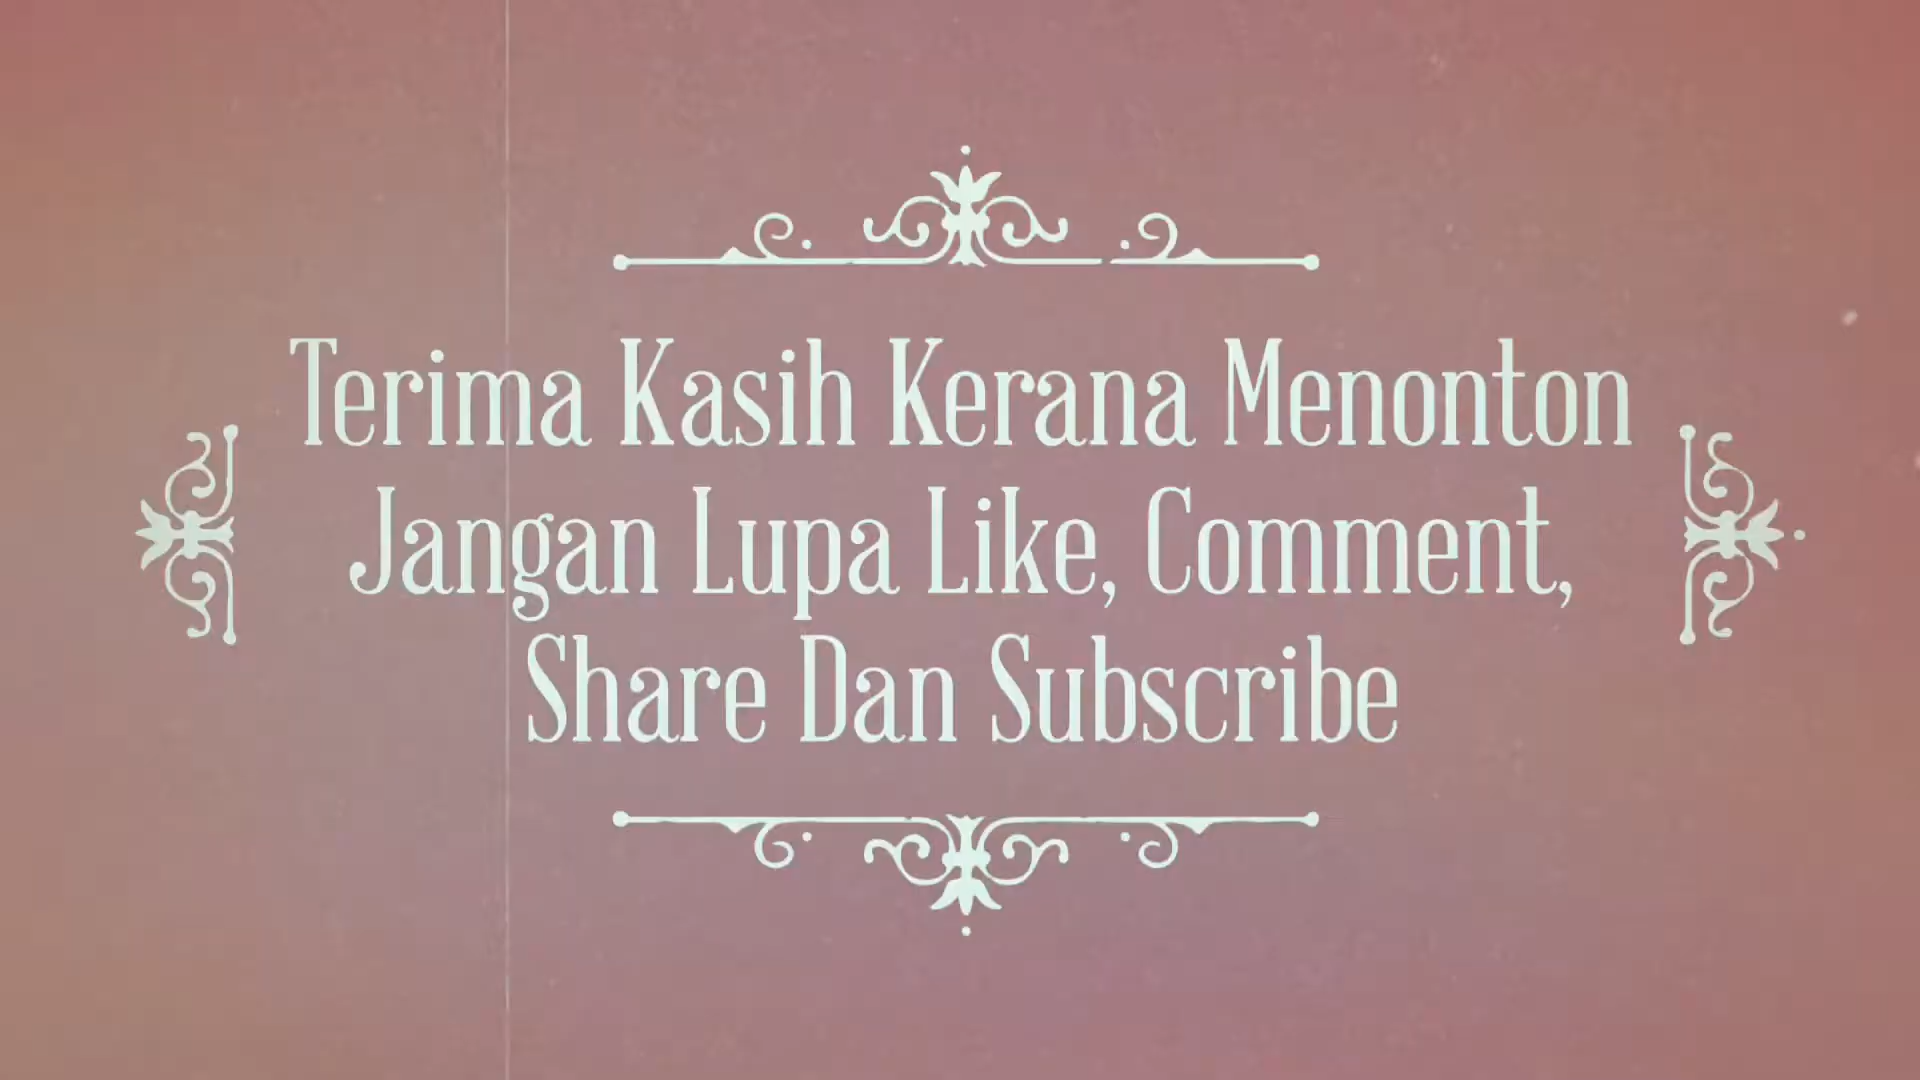 Terima Kasih Kerana Menonton
Jangan Lupa Like, Comment,
Share Dan Subscribe